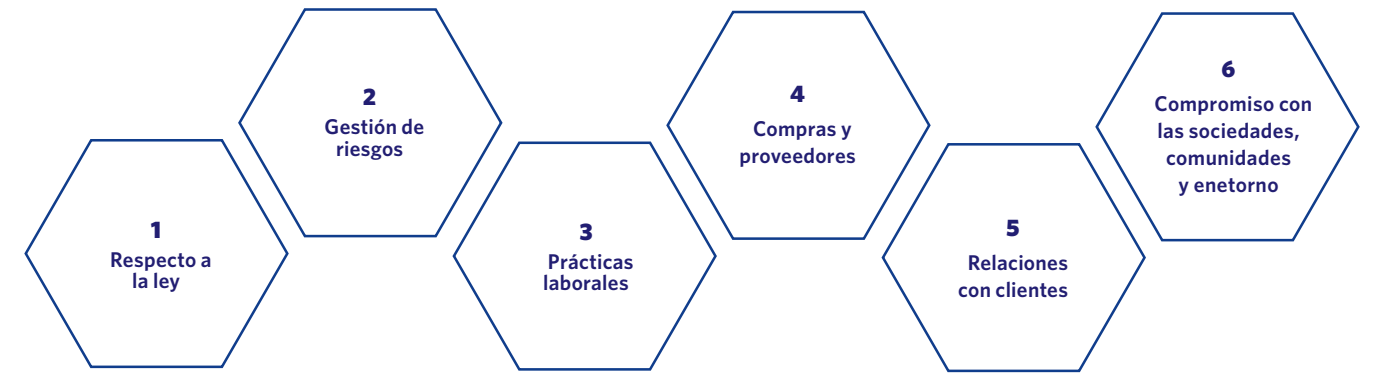 1
Respecto a
la ley
2
Gestión de
riesgos
3
Prácticas
laborales
4
Compras y
proveedores
5
Relaciones
con clientes
6
Compromiso con
las sociedades,
comunidades
y enetorno